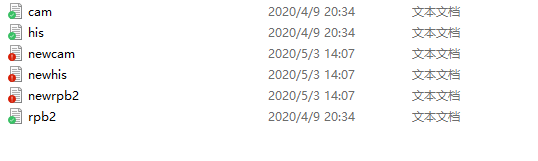 cam 2020/4/9 20:34 文本文档
his 2020/4/9 20:34 文本文档
newcam 2020/5/3 14:07 文本文档
newhis 2020/5/3 14:07 文本文档
newrpb2 2020/5/3 14:07 文本文档
rpb2 2020/4/9 20:34 文本文档